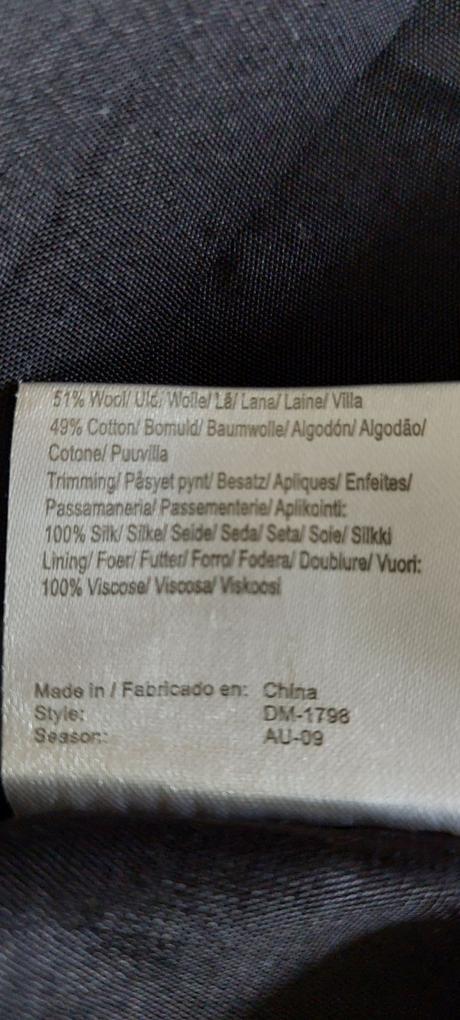 51% Wool/ Uld/ Wolle/ Lã/ Lana/ Laine/ Villa
49% Cotton/ Bomuld/ Baumwolle/ Algodón/ Algodão/
Cotone/ Puuvilla
Trimming/ Påsyet pynt/ Besatz/ Apliques/ Enfeites/
Passamaneria/ Passementerie/ Aplikointi:
100% Silk/ Silke/ Seide/ Seda/ Seta/ Soie/ Silkki
Lining/ Foer/ Futter/ Forro/ Fodera/ Doublure/ Vuori:
100% Viscose/ Viscosa/ Viskoosi
Made in / Fabricado en: China
Style: DM-1798
Season: AU-09